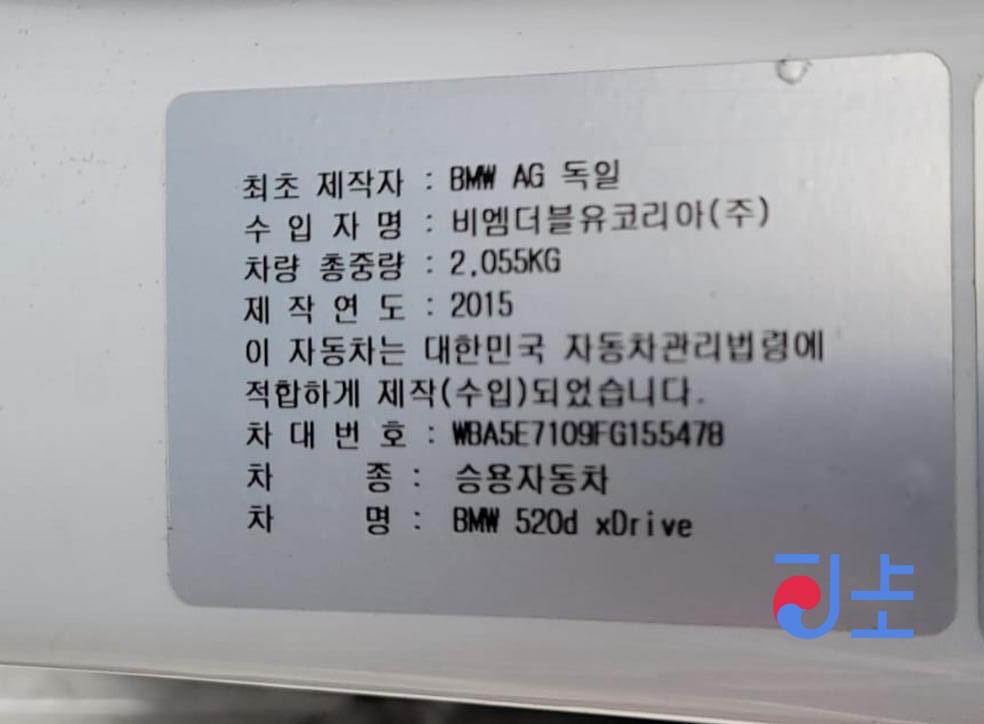 최초 제작자 : BMW AG 독일
수 입 자 명 : 비엠더블유코리아(주)
차량 총중량 : 2,055KG
제 작 연 도 : 2015
이 자동차는 대한민국 자동차관리법령에
적합하게 제작(수입)되었습니다.
차 대 번 호 : WBA5E7109FG155478
차 종 : 승용자동차
차 명 : BMW 520d xDrive